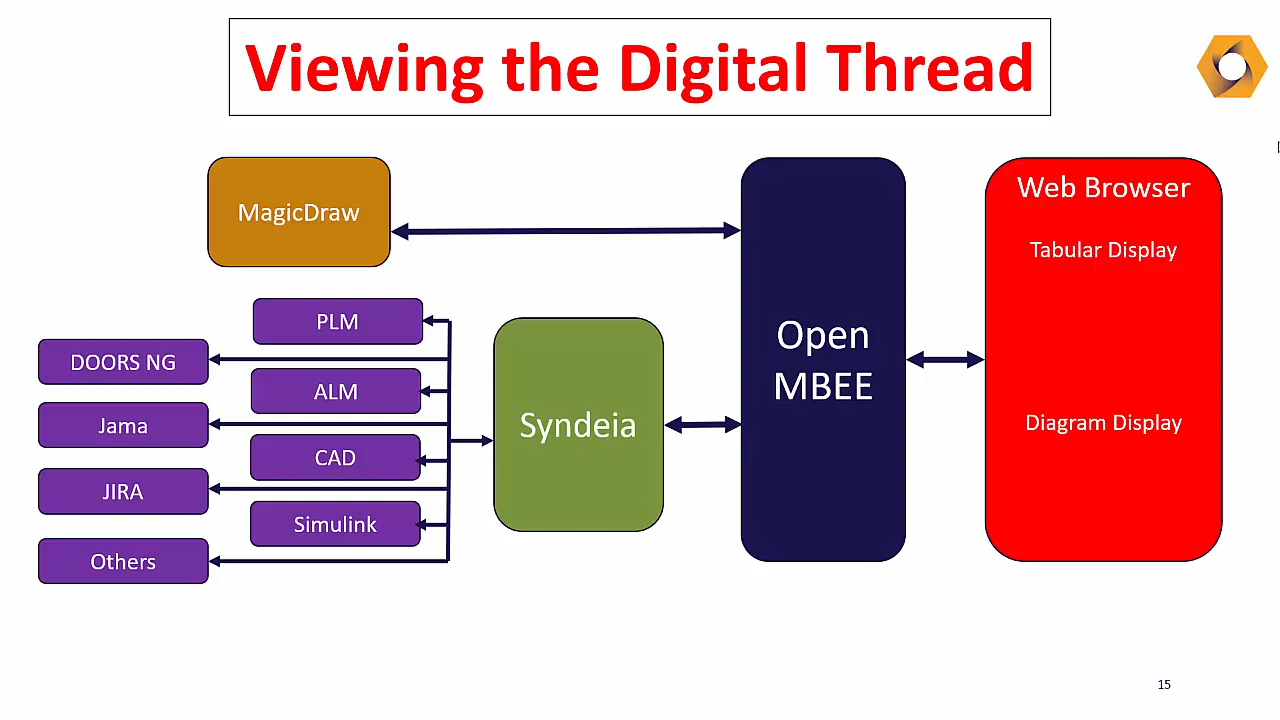 Viewing the Digital Thread
MagicDraw
PLM
DOORS NG
ALM
Jama
CAD
JIRA
Simulink
Others
Syndeia
Open
MBEE
Web Browser
Tabular Display
Diagram Display
15